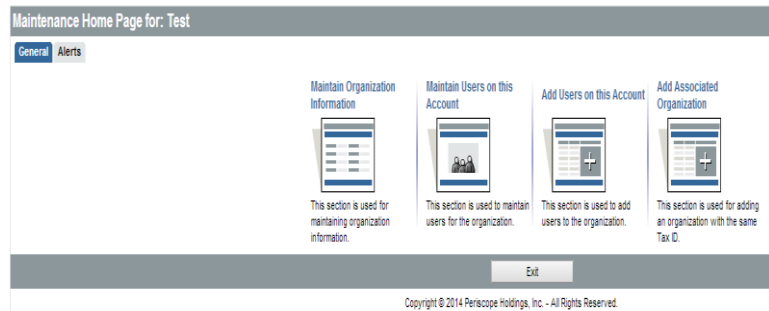 Maintenance Home Page for: Test
General Alerts
Maintain Organization
Information
This section is used for
maintaining organization
information.
Maintain Users on this
Account
This section is used to maintain
users for the organization.
Add Users on this Account
This section is used to add
users to the organization.
Add Associated
Organization
This section is used for adding
an organization with the same
Tax ID.
Exit
Copyright © 2014 Periscope Holdings, Inc. - All Rights Reserved.